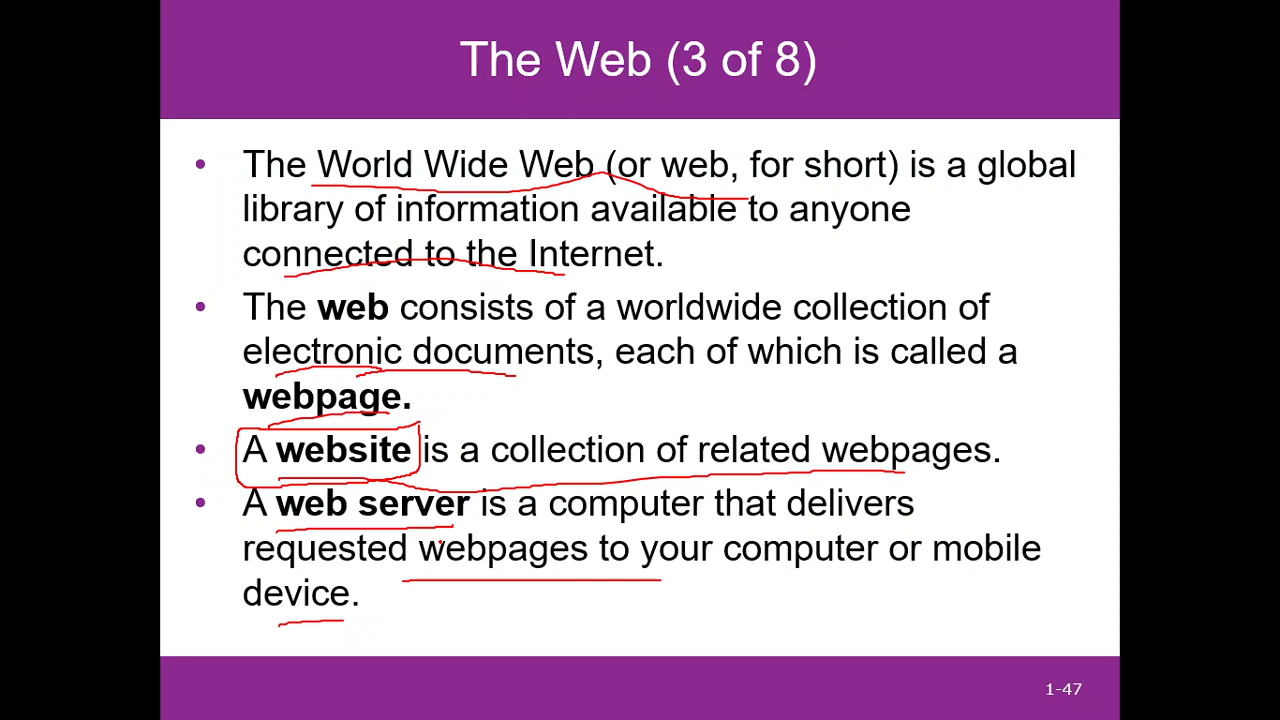 The Web (3 of 8)
• The World Wide Web (or web, for short) is a global
library of information available to anyone
connected to the Internet.
• The web consists of a worldwide collection of
electronic documents, each of which is called a
webpage.
• A website is a collection of related webpages.
• A web server is a computer that delivers
requested webpages to your computer or mobile
device.
1-47